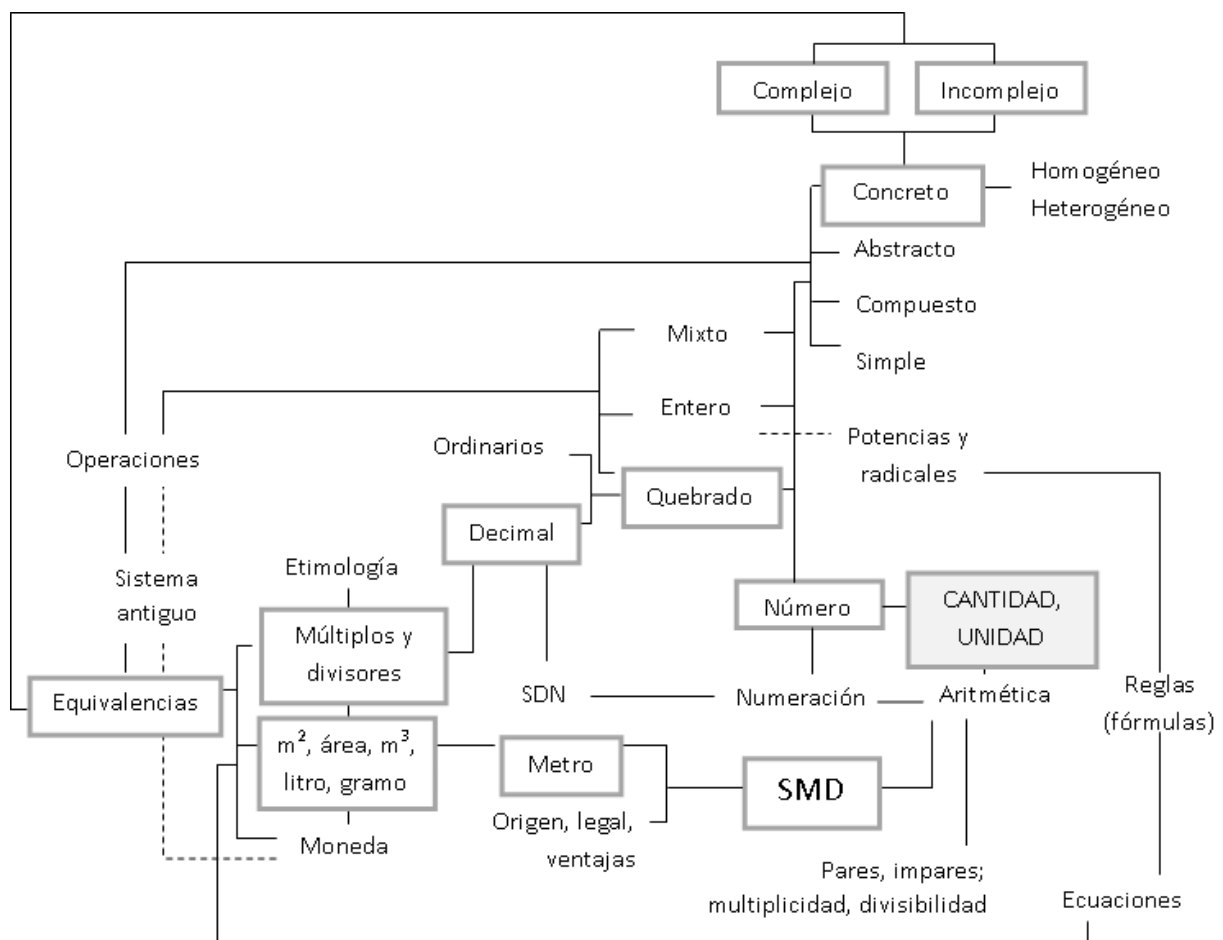 Complejo
Incomplejo
Concreto
Homogéneo
Heterogéneo
Abstracto
Compuesto
Simple
Mixto
Entero
Ordinarios
Operaciones
Potencias y
radicales
Quebrado
Decimal
Etimología
Sistema
antiguo
Múltiplos y
divisores
Número
CANTIDAD,
UNIDAD
SDN
Numeración
Aritmética
Reglas
(fórmulas)
Equivalencias
m², área, m³,
litro, gramo
Metro
SMD
Origen, legal,
ventajas
Moneda
Pares, impares;
multiplicidad, divisibilidad
Ecuaciones